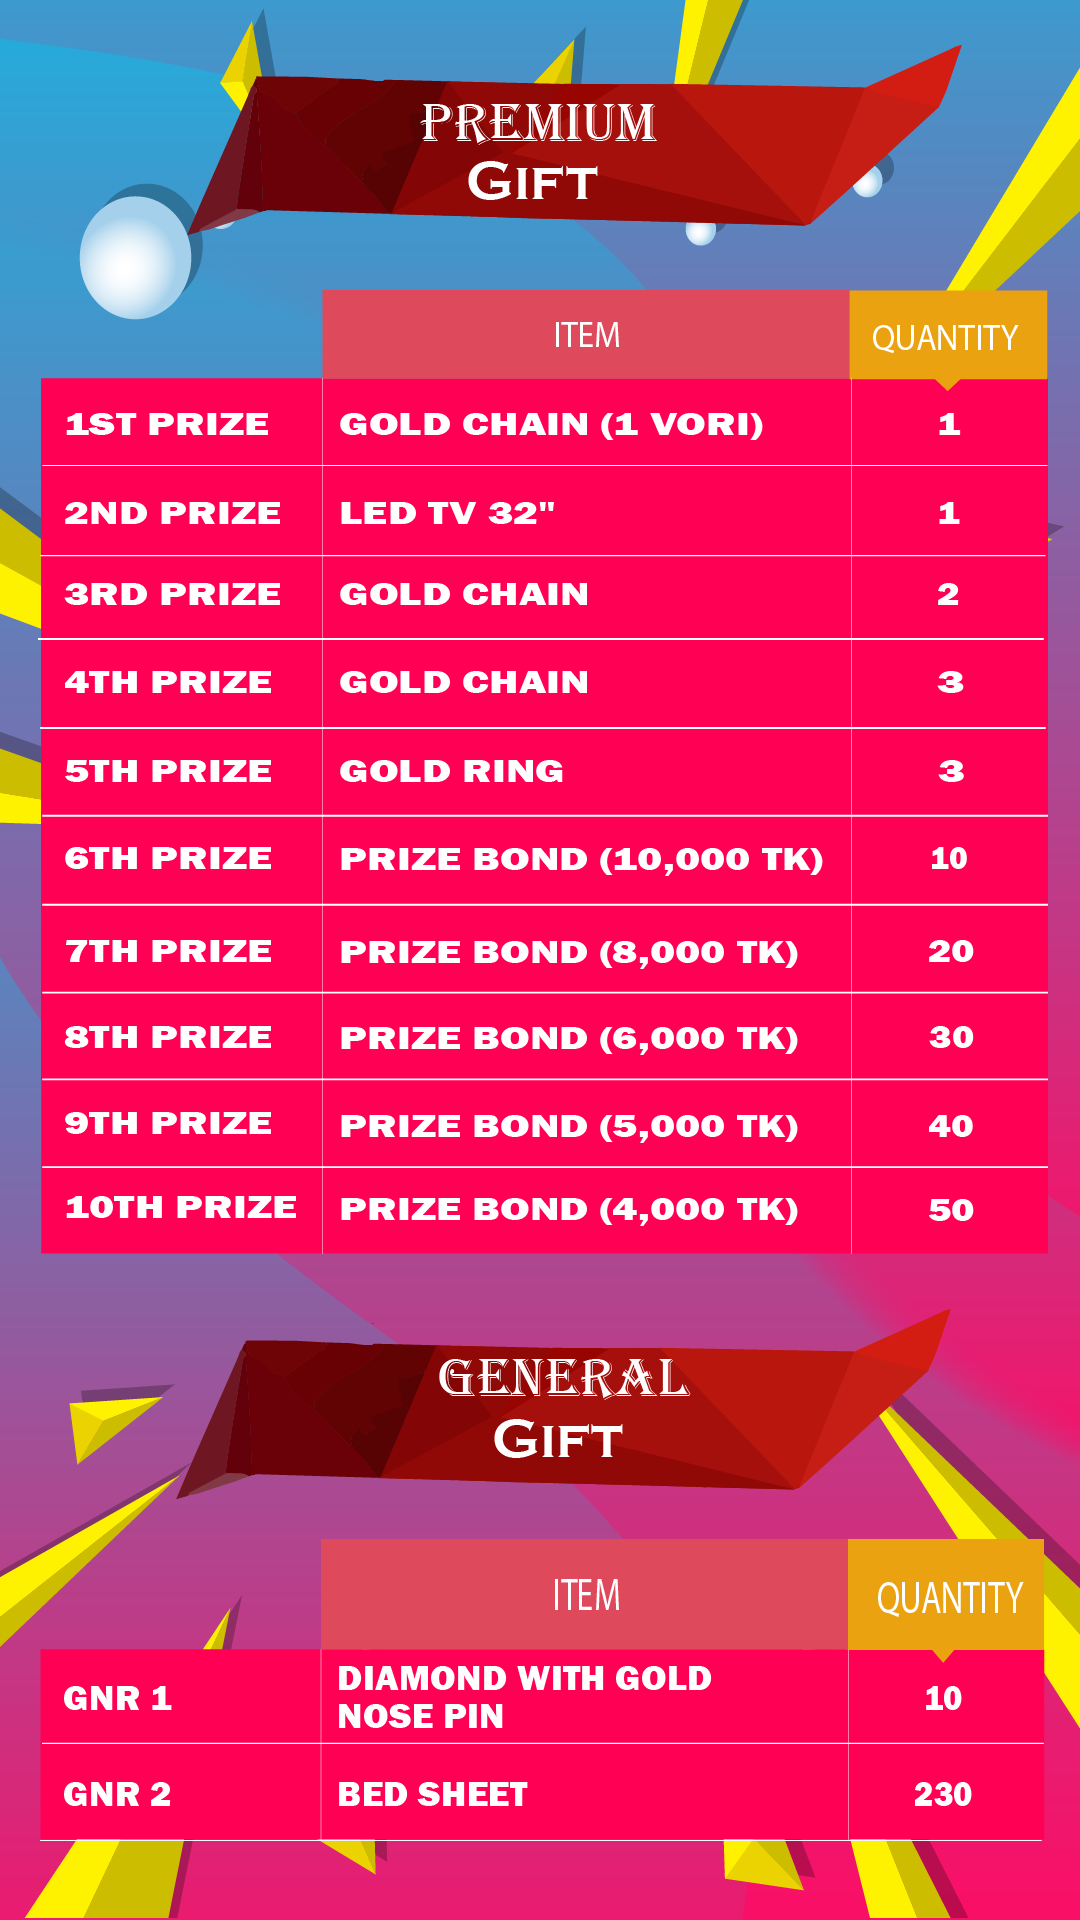 PREMIUM
GIFT
ITEM QUANTITY
1ST PRIZE GOLD CHAIN (1 VORI) 1
2ND PRIZE LED TV 32" 1
3RD PRIZE GOLD CHAIN 2
4TH PRIZE GOLD CHAIN 3
5TH PRIZE GOLD RING 3
6TH PRIZE PRIZE BOND (10,000 TK) 10
7TH PRIZE PRIZE BOND (8,000 TK) 20
8TH PRIZE PRIZE BOND (6,000 TK) 30
9TH PRIZE PRIZE BOND (5,000 TK) 40
10TH PRIZE PRIZE BOND (4,000 TK) 50
GENERAL
GIFT
ITEM QUANTITY
GNR 1 DIAMOND WITH GOLD
NOSE PIN 10
GNR 2 BED SHEET 230